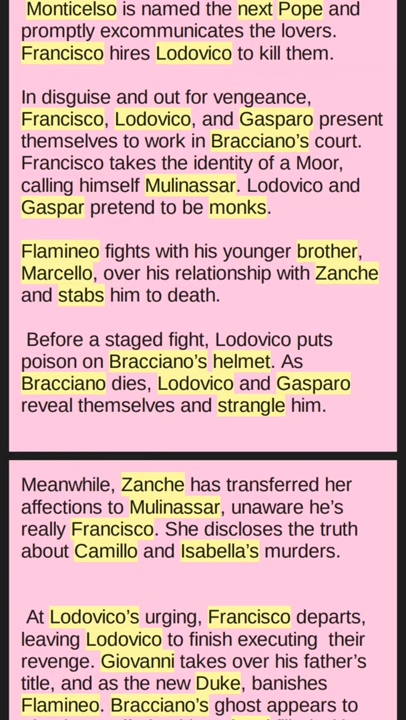 Monticelso is named the next Pope and
promptly excommunicates the lovers.
Francisco hires Lodovico to kill them.
In disguise and out for vengeance,
Francisco, Lodovico, and Gasparo present
themselves to work in Bracciano’s court.
Francisco takes the identity of a Moor,
calling himself Mulinassar. Lodovico and
Gaspar pretend to be monks.
Flamineo fights with his younger brother,
Marcello, over his relationship with Zanche
and stabs him to death.
Before a staged fight, Lodovico puts
poison on Bracciano’s helmet. As
Bracciano dies, Lodovico and Gasparo
reveal themselves and strangle him.
Meanwhile, Zanche has transferred her
affections to Mulinassar, unaware he’s
really Francisco. She discloses the truth
about Camillo and Isabella’s murders.
At Lodovico’s urging, Francisco departs,
leaving Lodovico to finish executing their
revenge. Giovanni takes over his father’s
title, and as the new Duke, banishes
Flamineo. Bracciano’s ghost appears to